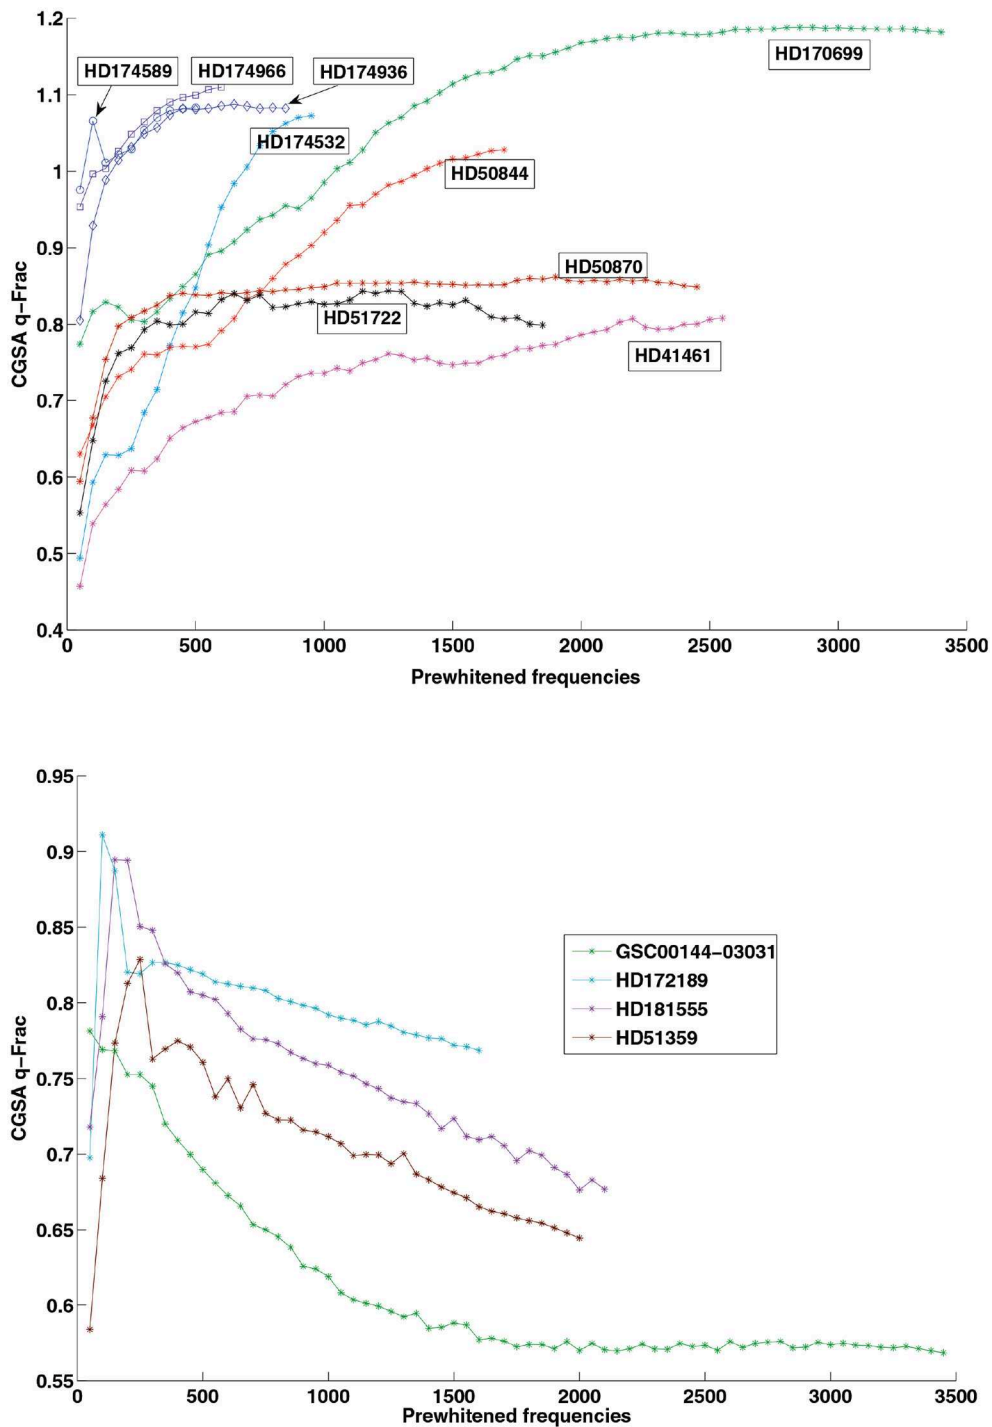 1.2
1.1
1
0.9
0.8
0.7
0.6
0.5
0.4
CGSA q-Frac
HD174589
HD174966
HD174936
HD170699
HD174532
HD50844
HD50870
HD51722
HD41461
0 500 1000 1500 2000 2500 3000 3500
Prewhitened frequencies
0.95
0.9
0.85
0.8
0.75
0.7
0.65
0.6
0.55
CGSA q-Frac
GSC00144-03031
HD172189
HD181555
HD51359
0 500 1000 1500 2000 2500 3000 3500
Prewhitened frequencies